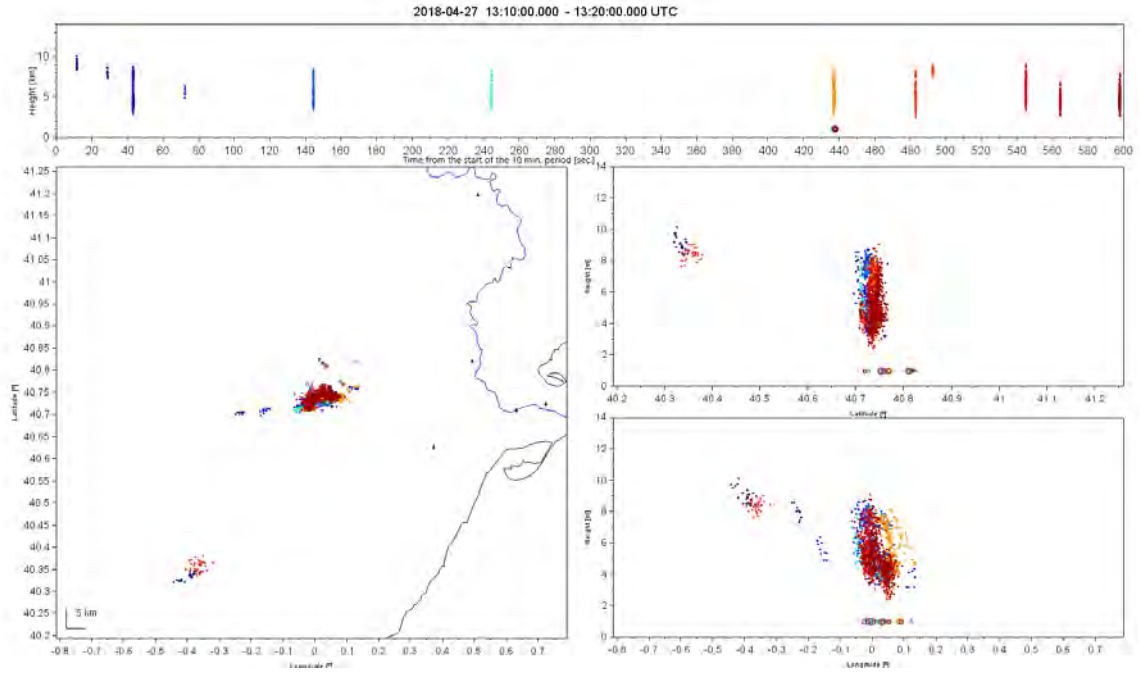 2018-04-27 13:10:00.000 - 13:20:00.000 UTC
Height [km]
10
5
0
0 20 40 60 80 100 120 140 160 180 200 220 240 260 280 300 320 340 360 380 400 420 440 460 480 500 520 540 560 580 600
Time from the start of the 10 min. period [sec.]
41.25
41.2
41.15
41.1
41.05
41
40.95
40.9
40.85
40.8
40.75
40.7
40.65
40.6
40.55
40.5
40.45
40.4
40.35
40.3
40.25
40.2
Latitude [º]
5 km
-0.8 -0.7 -0.6 -0.5 -0.4 -0.3 -0.2 -0.1 0 0.1 0.2 0.3 0.4 0.5 0.6 0.7
Longitude [º]
14
12
10
8
6
4
2
0
Height [m]
40.2 40.3 40.4 40.5 40.6 40.7 40.8 40.9 41 41.1 41.2
Latitude [º]
14
12
10
8
6
4
2
0
Height [m]
-0.8 -0.7 -0.6 -0.5 -0.4 -0.3 -0.2 -0.1 0 0.1 0.2 0.3 0.4 0.5 0.6 0.7
Longitude [º]